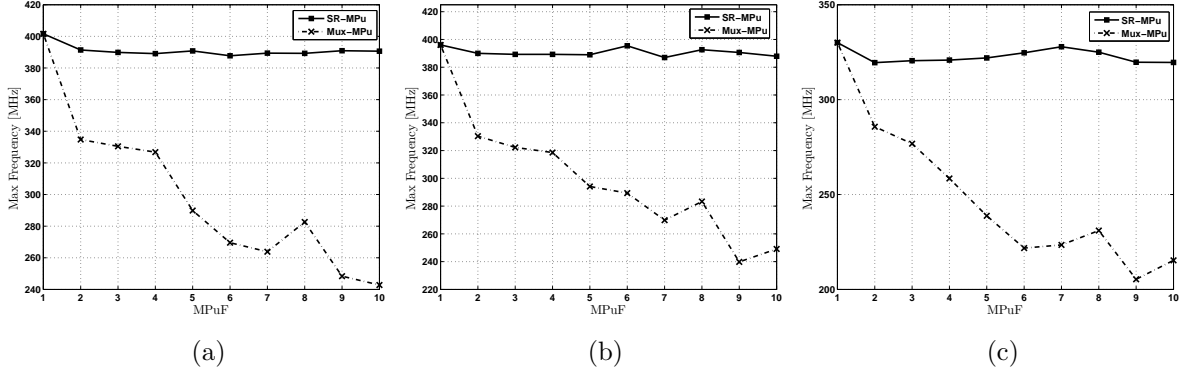 420
400
380
360
340
320
300
280
260
240
1 2 3 4 5 6 7 8 9 10
Max Frequency [MHz]
MPuF
SR−MPu
Mux−MPu
(a)
420
400
380
360
340
320
300
280
260
240
220
1 2 3 4 5 6 7 8 9 10
Max Frequency [MHz]
MPuF
SR−MPu
Mux−MPu
(b)
350
300
250
200
1 2 3 4 5 6 7 8 9 10
Max Frequency [MHz]
MPuF
SR−MPu
Mux−MPu
(c)